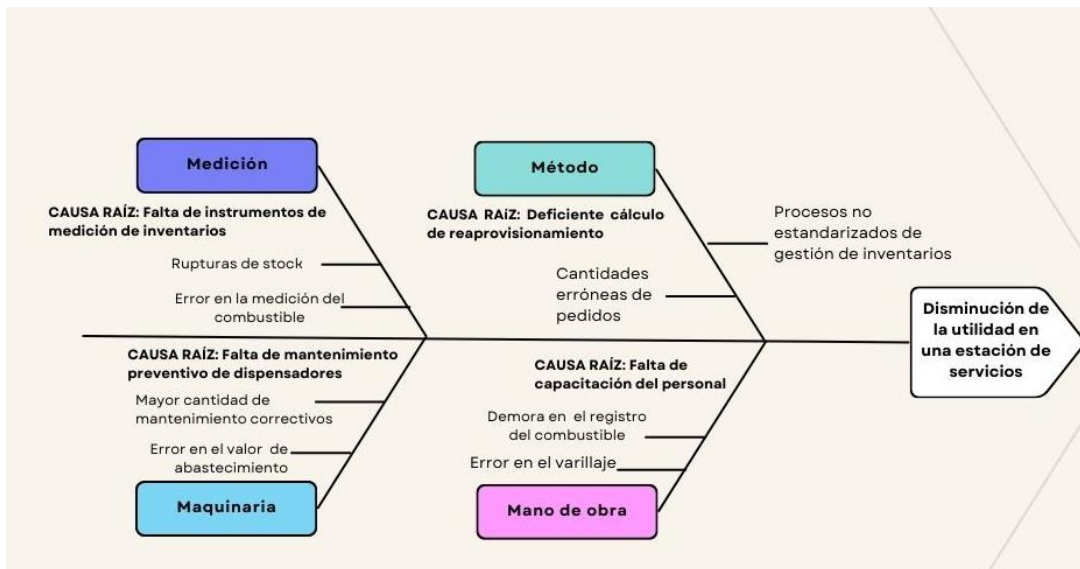 Medición
CAUSA RAÍZ: Falta de instrumentos de
medición de inventarios
Rupturas de stock
Error en la medición del
combustible
Método
CAUSA RAíZ: Deficiente cálculo
de reaprovisionamiento
Cantidades
erróneas de
pedidos
Procesos no
estandarizados de
gestión de inventarios
Disminución de
la utilidad en
una estación de
servicios
CAUSA RAÍZ: Falta de mantenimiento
preventivo de dispensadores
Mayor cantidad de
mantenimiento correctivos
Error en el valor de
abastecimiento
Maquinaria
CAUSA RAÍZ: Falta de
capacitación del personal
Demora en el registro
del combustible
Error en el varillaje
Mano de obra